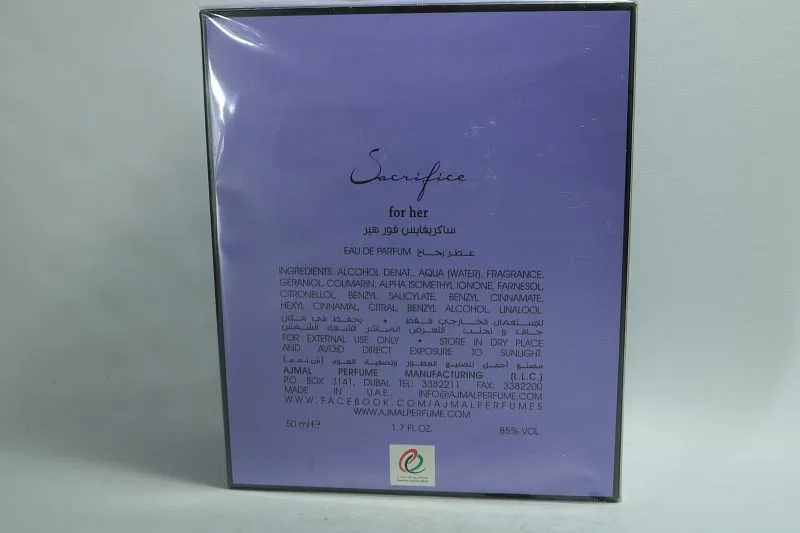 Sacrifice
for her
ساكريفايس فور هير
EAU DE PARFUM عطر بخاخ
INGREDIENTS: ALCOHOL DENAT., AQUA (WATER), FRAGRANCE,
GERANIOL, COUMARIN, ALPHA ISOMETHYL IONONE, FARNESOL,
CITRONELLOL, BENZYL SALICYLATE, BENZYL CINNAMATE,
HEXYL CINNAMAL, CITRAL, BENZYL ALCOHOL, LINALOOL
للإستعمال الخارجي فقط • يحفظ في مكان
جاف و تجنب التعرض المباشر لأشعة الشمس
FOR EXTERNAL USE ONLY • STORE IN DRY PLACE
AND AVOID DIRECT EXPOSURE TO SUNLIGHT.
مصنع أجمل لتصنيع العطور وتصفية العود (ش.ذ.م.م)
AJMAL PERFUME MANUFACTURING (L.L.C.)
P.O. BOX 3141, DUBAI, TEL: 3382211 FAX: 3382200
MADE IN U.A.E., INFO@AJMALPERFUME.COM
WWW.FACEBOOK.COM/AJMALPERFUMES
WWW.AJMALPERFUME.COM
50 ml e 1.7 FL.OZ. 85% VOL.
Emirates Quality Mark